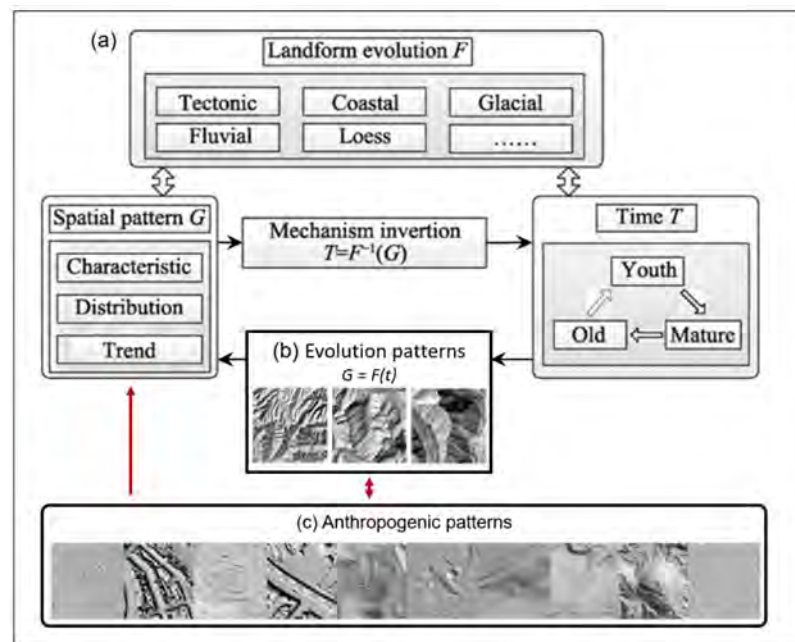 (a)
Landform evolution F
Tectonic
Coastal
Glacial
Fluvial
Loess
……
Spatial pattern G
Characteristic
Distribution
Trend
Mechanism invertion
T=F⁻¹(G)
Time T
Youth
Old
Mature
(b) Evolution patterns
G = F(t)
(c) Anthropogenic patterns